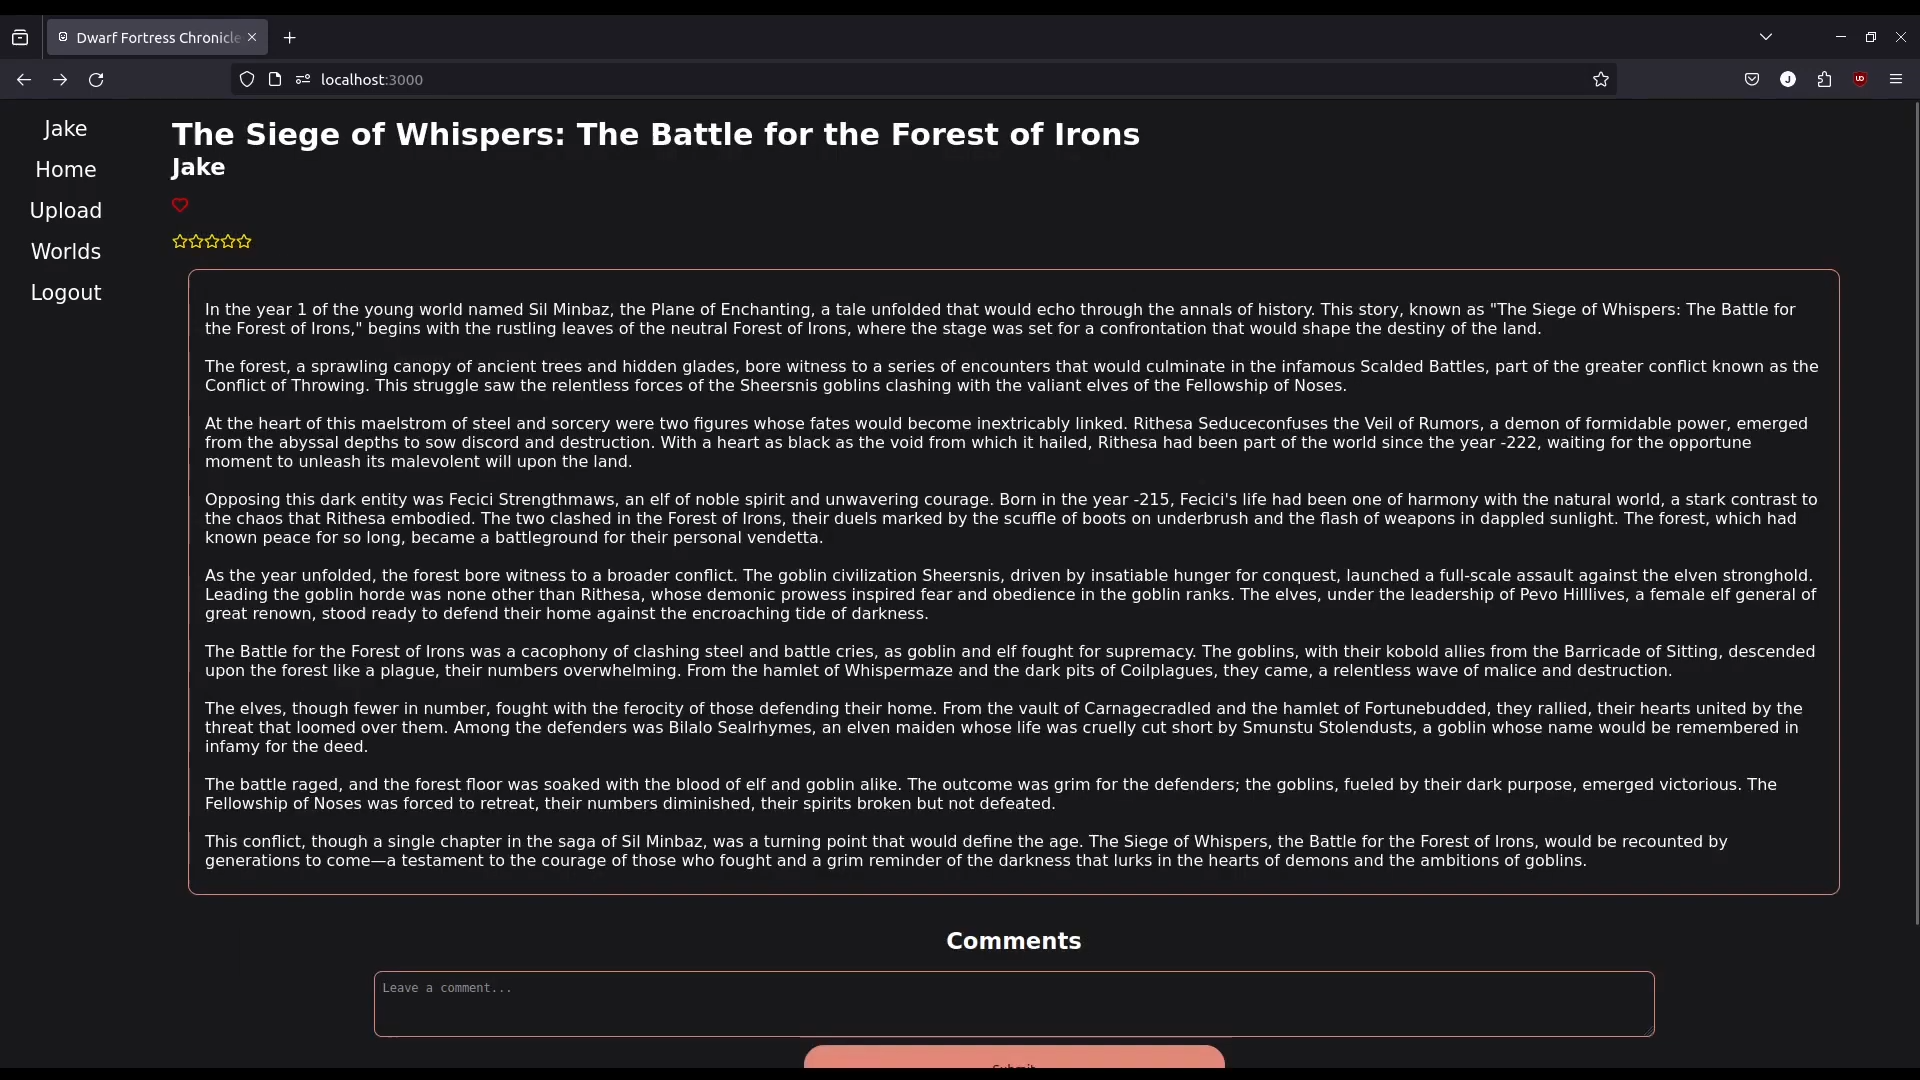 Dwarf Fortress Chronicle
localhost:3000
J
UD
Jake
Home
Upload
Worlds
Logout
The Siege of Whispers: The Battle for the Forest of Irons
Jake
In the year 1 of the young world named Sil Minbaz, the Plane of Enchanting, a tale unfolded that would echo through the annals of history. This story, known as "The Siege of Whispers: The Battle for
the Forest of Irons," begins with the rustling leaves of the neutral Forest of Irons, where the stage was set for a confrontation that would shape the destiny of the land.
The forest, a sprawling canopy of ancient trees and hidden glades, bore witness to a series of encounters that would culminate in the infamous Scalded Battles, part of the greater conflict known as the
Conflict of Throwing. This struggle saw the relentless forces of the Sheersnis goblins clashing with the valiant elves of the Fellowship of Noses.
At the heart of this maelstrom of steel and sorcery were two figures whose fates would become inextricably linked. Rithesa Seduceconfuses the Veil of Rumors, a demon of formidable power, emerged
from the abyssal depths to sow discord and destruction. With a heart as black as the void from which it hailed, Rithesa had been part of the world since the year -222, waiting for the opportune
moment to unleash its malevolent will upon the land.
Opposing this dark entity was Fecici Strengthmaws, an elf of noble spirit and unwavering courage. Born in the year -215, Fecici's life had been one of harmony with the natural world, a stark contrast to
the chaos that Rithesa embodied. The two clashed in the Forest of Irons, their duels marked by the scuffle of boots on underbrush and the flash of weapons in dappled sunlight. The forest, which had
known peace for so long, became a battleground for their personal vendetta.
As the year unfolded, the forest bore witness to a broader conflict. The goblin civilization Sheersnis, driven by insatiable hunger for conquest, launched a full-scale assault against the elven stronghold.
Leading the goblin horde was none other than Rithesa, whose demonic prowess inspired fear and obedience in the goblin ranks. The elves, under the leadership of Pevo Hilllives, a female elf general of
great renown, stood ready to defend their home against the encroaching tide of darkness.
The Battle for the Forest of Irons was a cacophony of clashing steel and battle cries, as goblin and elf fought for supremacy. The goblins, with their kobold allies from the Barricade of Sitting, descended
upon the forest like a plague, their numbers overwhelming. From the hamlet of Whispermaze and the dark pits of Coilplagues, they came, a relentless wave of malice and destruction.
The elves, though fewer in number, fought with the ferocity of those defending their home. From the vault of Carnagecradled and the hamlet of Fortunebudded, they rallied, their hearts united by the
threat that loomed over them. Among the defenders was Bilalo Sealrhymes, an elven maiden whose life was cruelly cut short by Smunstu Stolendusts, a goblin whose name would be remembered in
infamy for the deed.
The battle raged, and the forest floor was soaked with the blood of elf and goblin alike. The outcome was grim for the defenders; the goblins, fueled by their dark purpose, emerged victorious. The
Fellowship of Noses was forced to retreat, their numbers diminished, their spirits broken but not defeated.
This conflict, though a single chapter in the saga of Sil Minbaz, was a turning point that would define the age. The Siege of Whispers, the Battle for the Forest of Irons, would be recounted by
generations to come—a testament to the courage of those who fought and a grim reminder of the darkness that lurks in the hearts of demons and the ambitions of goblins.
Comments
Leave a comment...
Submit